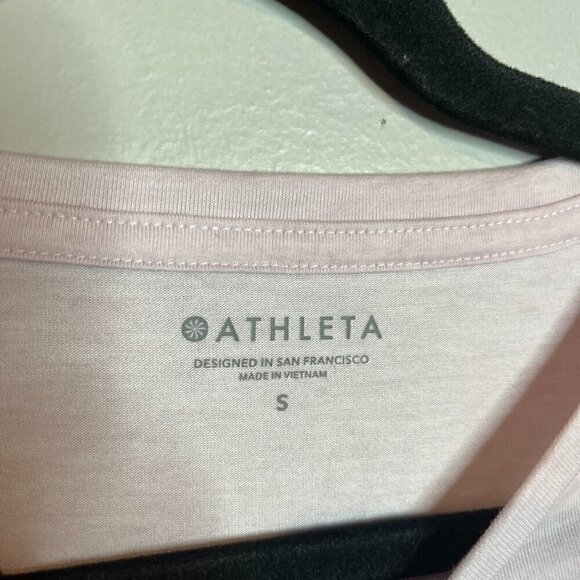 ATHLETA
DESIGNED IN SAN FRANCISCO
MADE IN VIETNAM
S